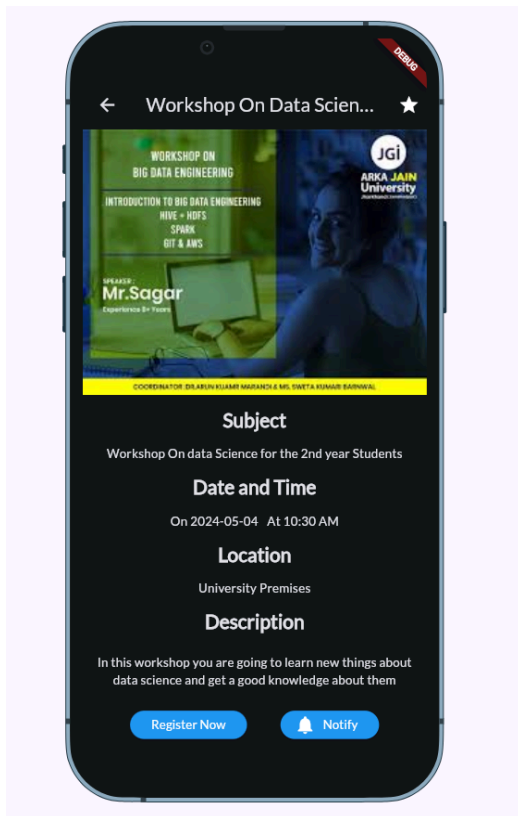 DEBUG
Workshop On Data Scien...
WORKSHOP ON
BIG DATA ENGINEERING
INTRODUCTION TO BIG DATA ENGINEERING
HIVE + HDFS
SPARK
GIT & AWS
SPEAKER :
Mr.Sagar
Experience 8+ Years
JGi
ARKA JAIN
University
Jharkhand
COORDINATOR :DR.ARUN KUAMR MARANDI & MS. SWETA KUMARI BARNWAL
Subject
Workshop On data Science for the 2nd year Students
Date and Time
On 2024-05-04 At 10:30 AM
Location
University Premises
Description
In this workshop you are going to learn new things about
data science and get a good knowledge about them
Register Now
Notify